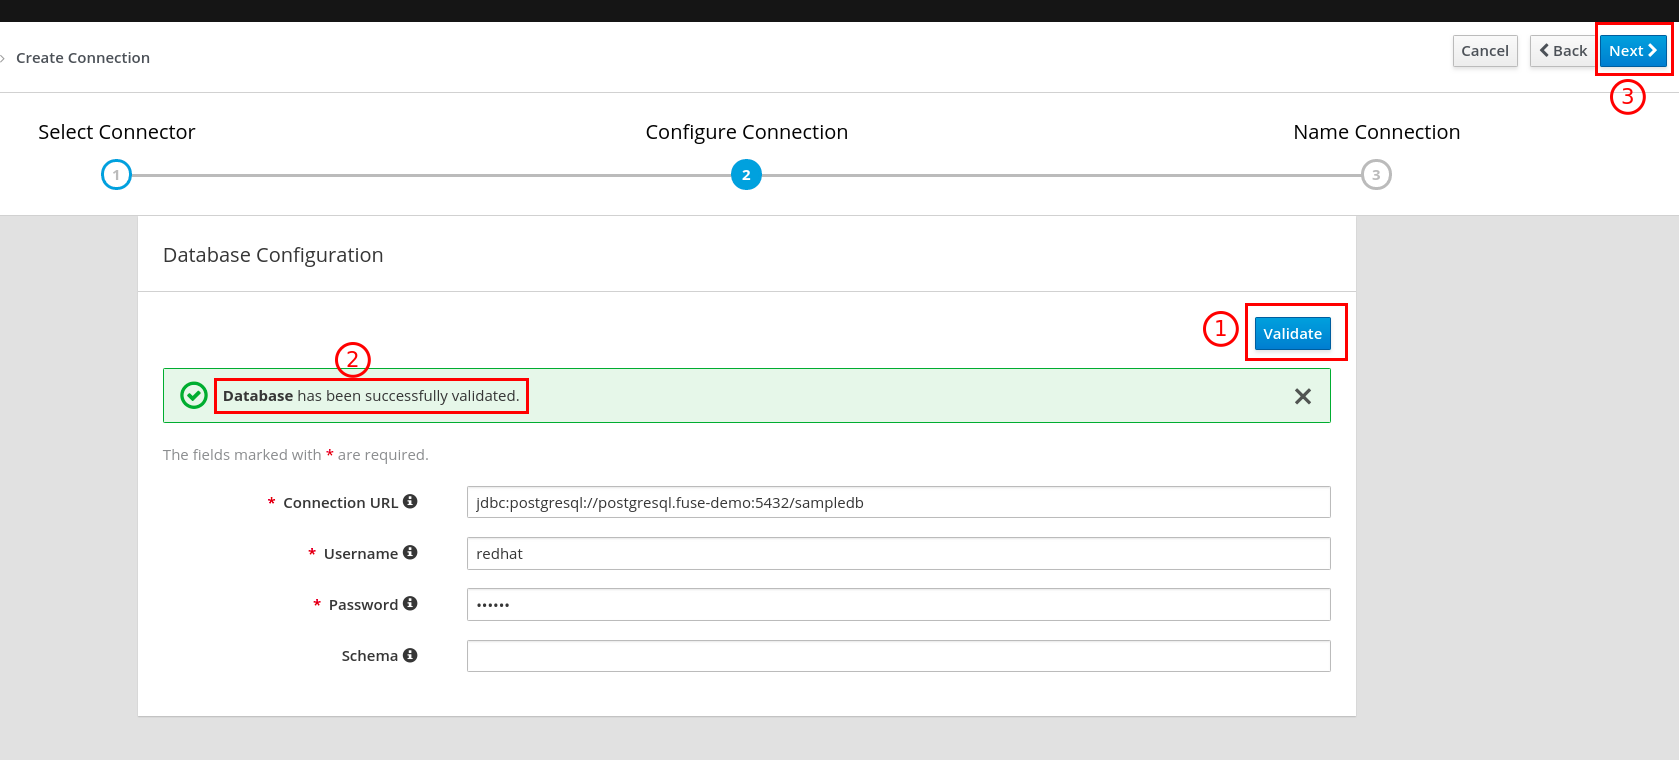 Create Connection
Cancel
Back
Next
3
Select Connector
Configure Connection
Name Connection
1
2
3
Database Configuration
1
Validate
2
Database has been successfully validated.
The fields marked with * are required.
* Connection URL
jdbc:postgresql://postgresql.fuse-demo:5432/sampledb
* Username
redhat
* Password
••••••
Schema